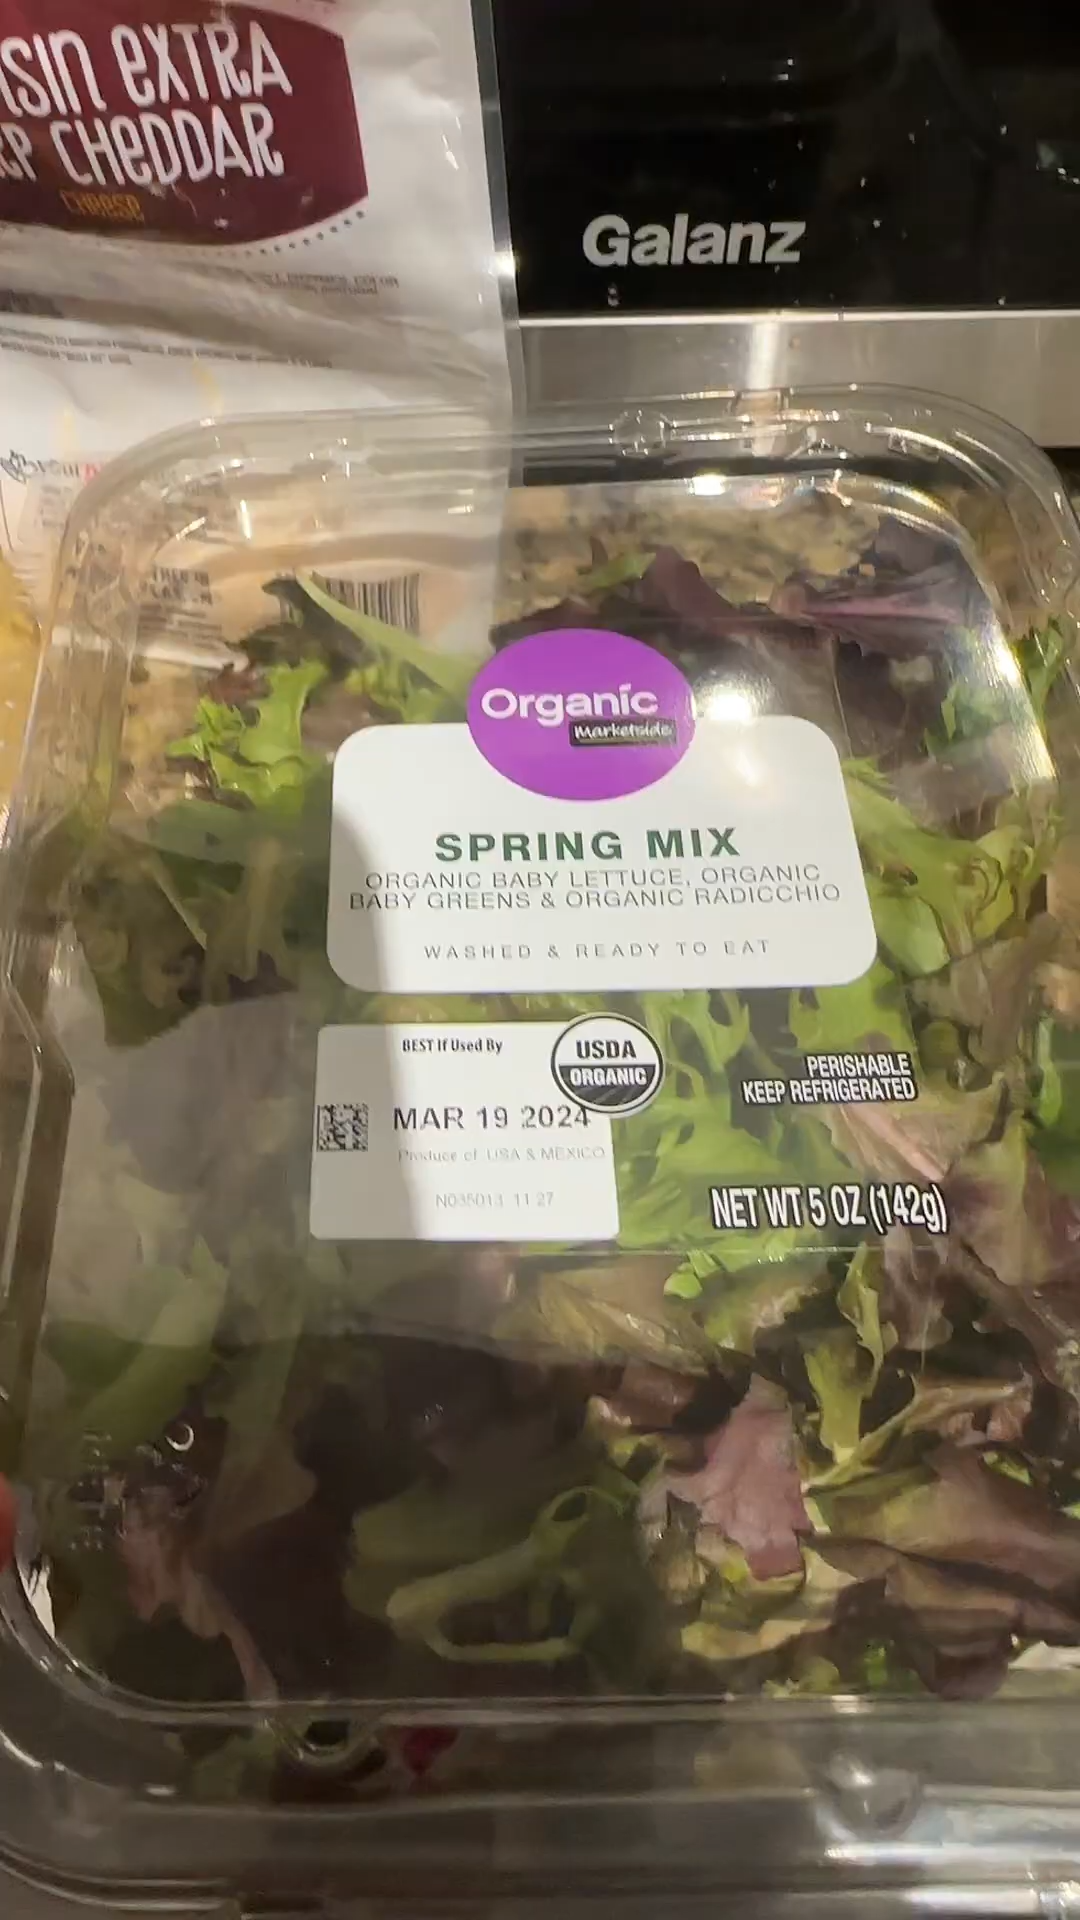 EXTRA
CHEDDAR
CHEESE
Galanz
Organic
Marketside
SPRING MIX
ORGANIC BABY LETTUCE, ORGANIC
BABY GREENS & ORGANIC RADICCHIO
WASHED & READY TO EAT
BEST If Used By
USDA
ORGANIC
MAR 19 2024
Produce of USA & MEXICO
N035013 11 27
PERISHABLE
KEEP REFRIGERATED
NET WT 5 OZ (142g)